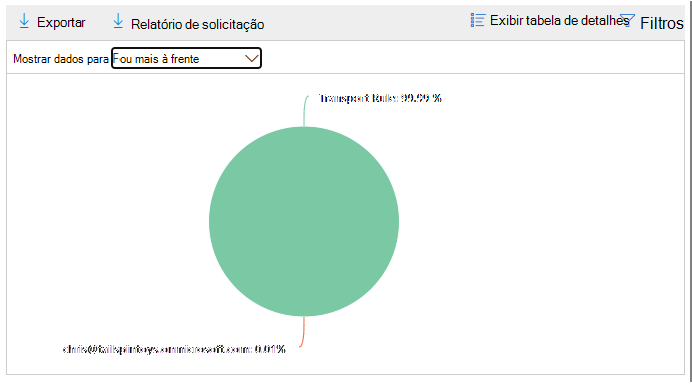 Exportar
Relatório de solicitação
Exibir tabela de detalhes
Filtros
Mostrar dados para Fou mais à frente
Transport Rule: 99.99 %
chris@tailspintoys.onmicrosoft.com: 0.01%